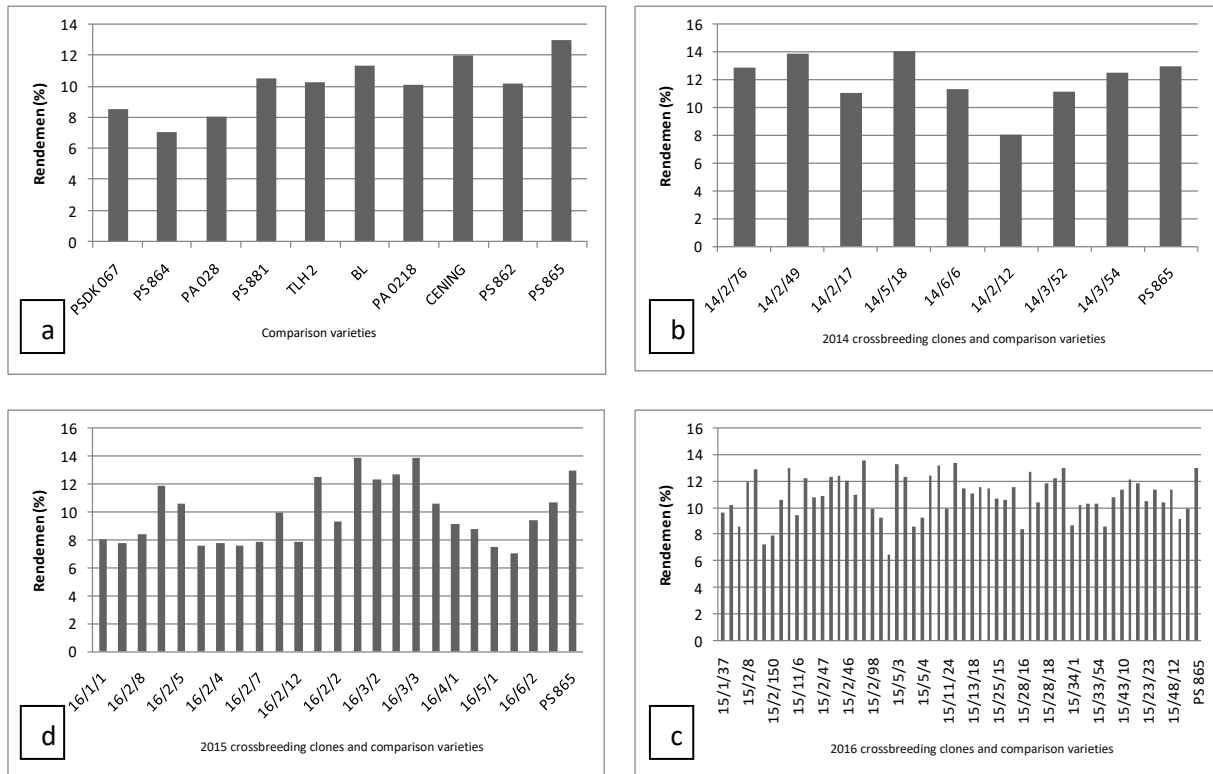 14
12
10
8
6
4
2
0
Rendemen (%)
PSDK 067
PS 864
PA 028
PS 881
TLH2
BL
PA 0218
CENING
PS 862
PS 865
Comparison varieties
a
16
14
12
10
8
6
4
2
0
Rendemen (%)
14/2/76
14/2/49
14/2/17
14/5/18
14/6/6
14/2/12
14/3/52
14/3/54
PS 865
2014 crossbreeding clones and comparison varieties
b
16
14
12
10
8
6
4
2
0
Rendemen (%)
16/1/1
16/2/8
16/2/5
16/2/4
16/2/7
16/2/12
16/2/2
16/3/2
16/3/3
16/4/1
16/5/1
16/6/2
PS 865
2015 crossbreeding clones and comparison varieties
d
16
14
12
10
8
6
4
2
0
Rendemen (%)
15/1/37
15/2/8
15/2/150
15/11/6
15/2/47
15/2/46
15/2/98
15/5/3
15/5/4
15/11/24
15/13/18
15/25/15
15/28/16
15/28/18
15/34/1
15/33/54
15/43/10
15/23/23
15/48/12
PS 865
2016 crossbreeding clones and comparison varieties
c